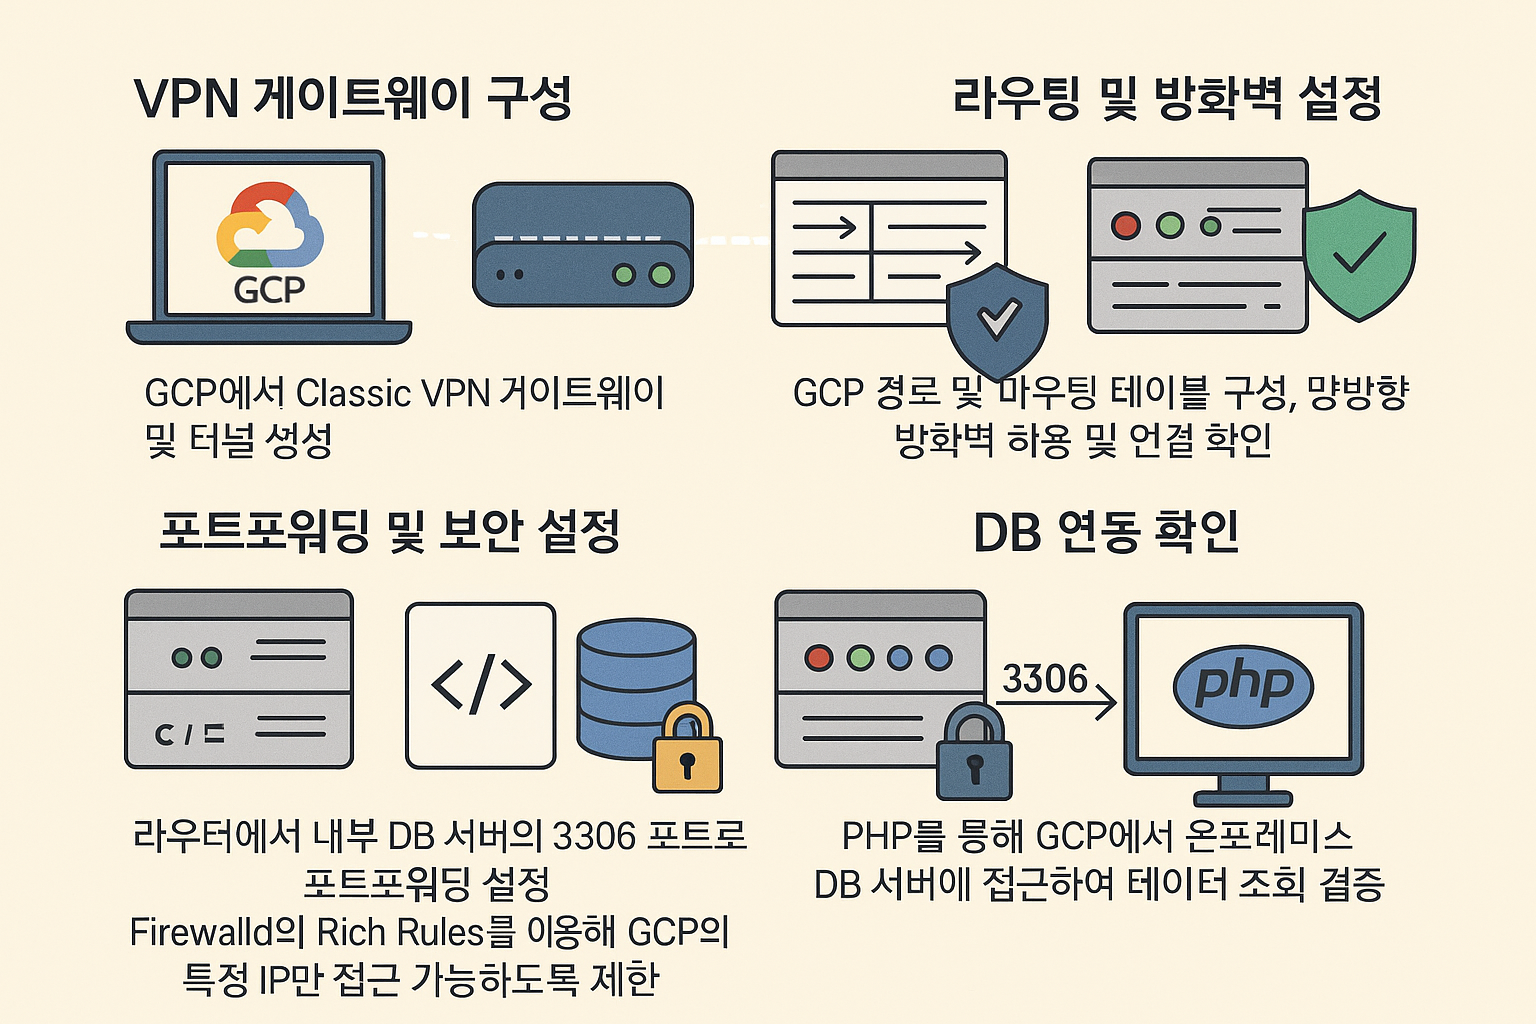 VPN 게이트웨이 구성
라우팅 및 방화벽 설정
GCP
GCP에서 Classic VPN 거이트웨이
및 터널 생성
GCP 경로 및 마우팅 테이블 구성, 먕방향
방화벽 하용 및 언결 확인
포트포워딩 및 보안 설정
DB 연동 확인
</>
3306
php
라우터에서 내부 DB 서버의 3306 포트로
포트포워딩 설정
Firewalld의 Rich Rules를 이옹해 GCP의
특정 IP만 접근 가능하도록 제한
PHP를 틍해 GCP에서 온포레미스
DB 서버에 접근하여 테이터 조회 검증